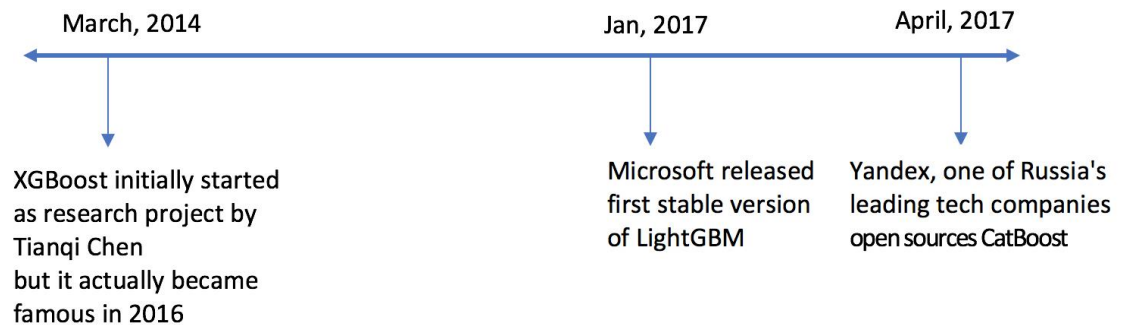 March, 2014
Jan, 2017
April, 2017
XGBoost initially started
as research project by
Tianqi Chen
but it actually became
famous in 2016
Microsoft released
first stable version
of LightGBM
Yandex, one of Russia's
leading tech companies
open sources CatBoost